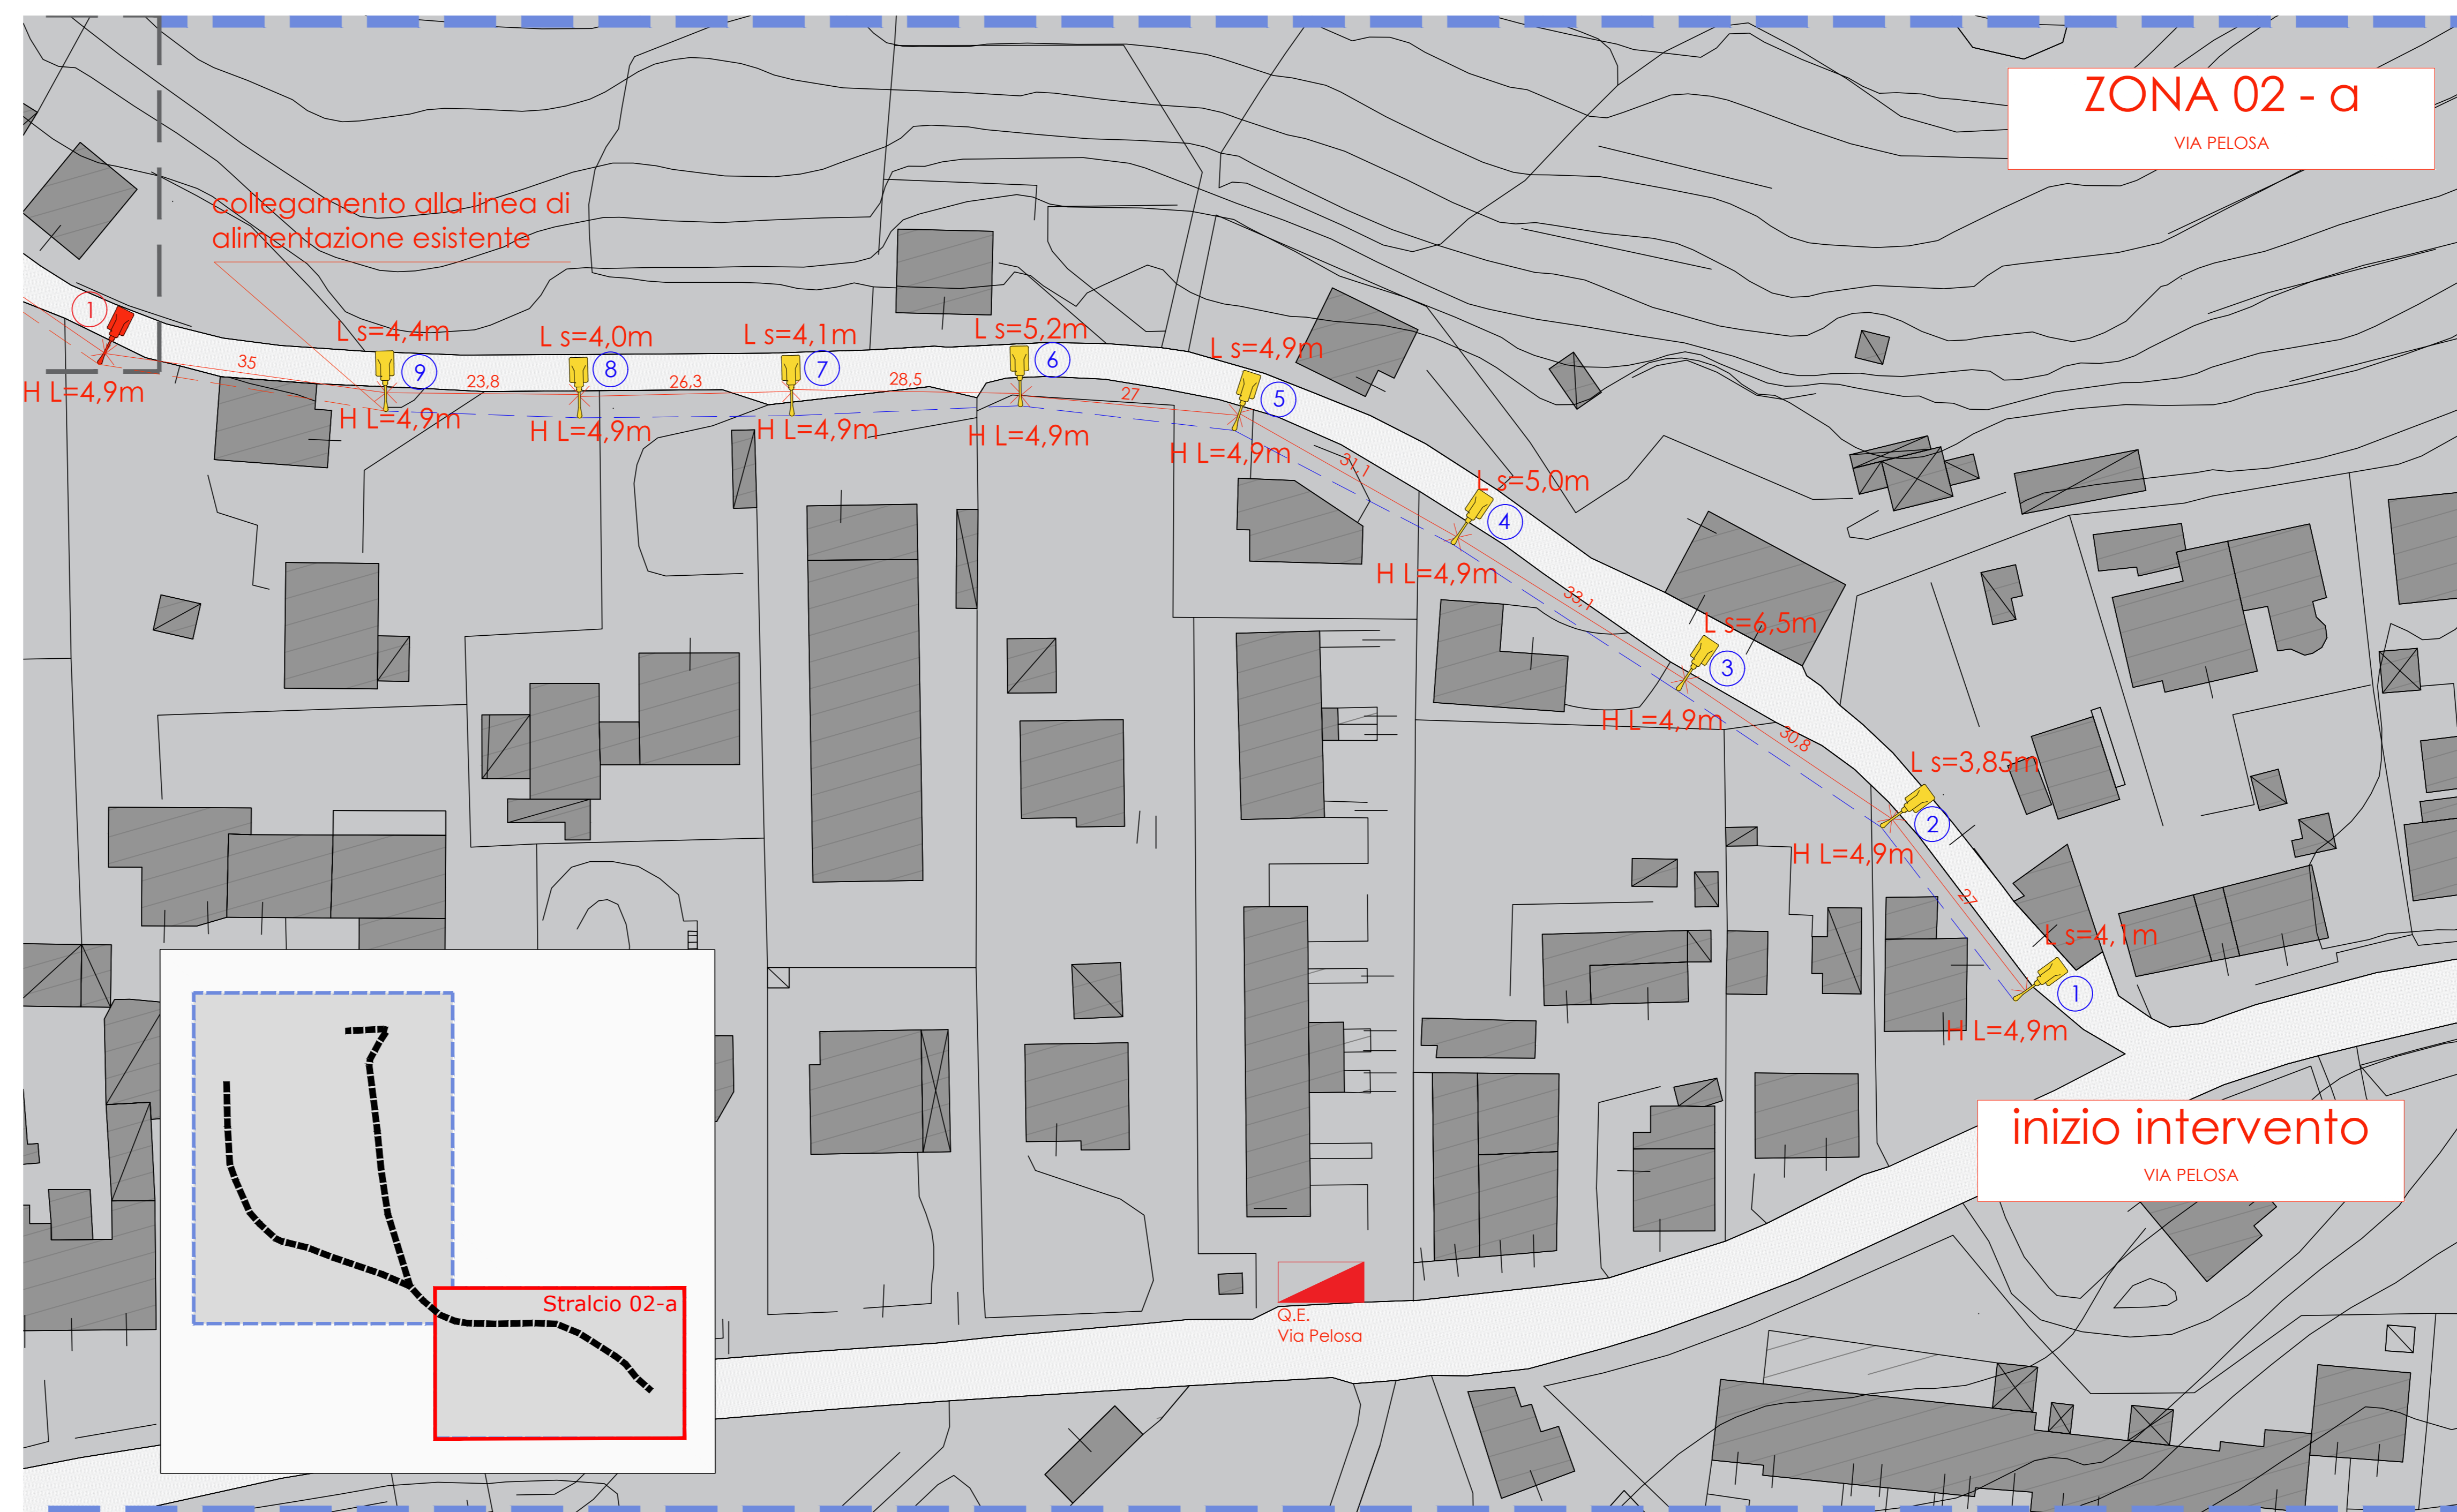 ZONA 02 - a
VIA PELOSA
collegamento alla linea di
alimentazione esistente
1
H L=4,9m
35
L s=4,4m
9
H L=4,9m
23,8
L s=4,0m
8
H L=4,9m
26,3
L s=4,1m
7
H L=4,9m
28,5
L s=5,2m
6
H L=4,9m
27
L s=4,9m
5
H L=4,9m
31,1
L s=5,0m
4
H L=4,9m
33,1
L s=6,5m
3
H L=4,9m
30,8
L s=3,85m
2
H L=4,9m
27
L s=4,1m
1
H L=4,9m
inizio intervento
VIA PELOSA
Q.E.
Via Pelosa
Stralcio 02-a